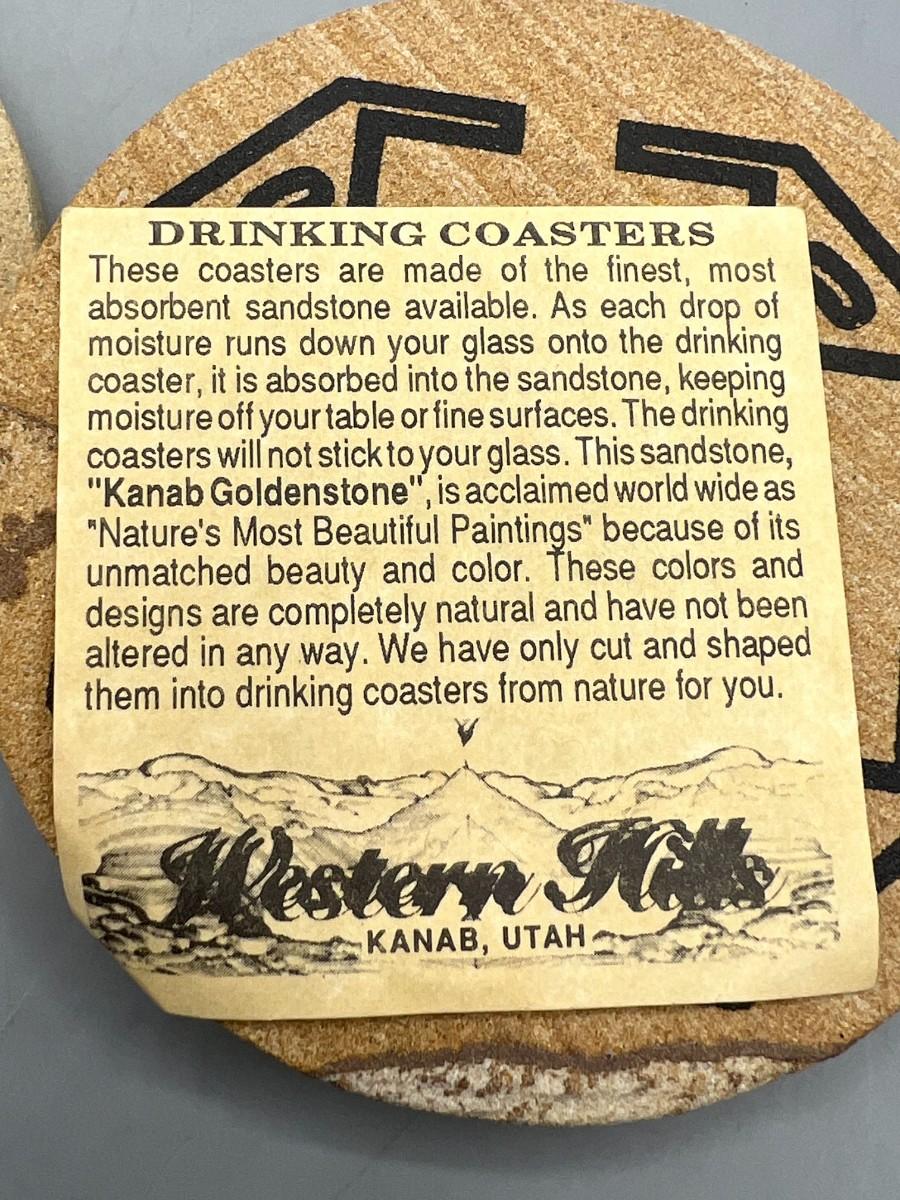 DRINKING COASTERS
These coasters are made of the finest, most
absorbent sandstone available. As each drop of
moisture runs down your glass onto the drinking
coaster, it is absorbed into the sandstone, keeping
moisture off your table or fine surfaces. The drinking
coasters will not stick to your glass. This sandstone,
"Kanab Goldenstone", is acclaimed world wide as
"Nature's Most Beautiful Paintings" because of its
unmatched beauty and color. These colors and
designs are completely natural and have not been
altered in any way. We have only cut and shaped
them into drinking coasters from nature for you.
Western Hills
KANAB, UTAH